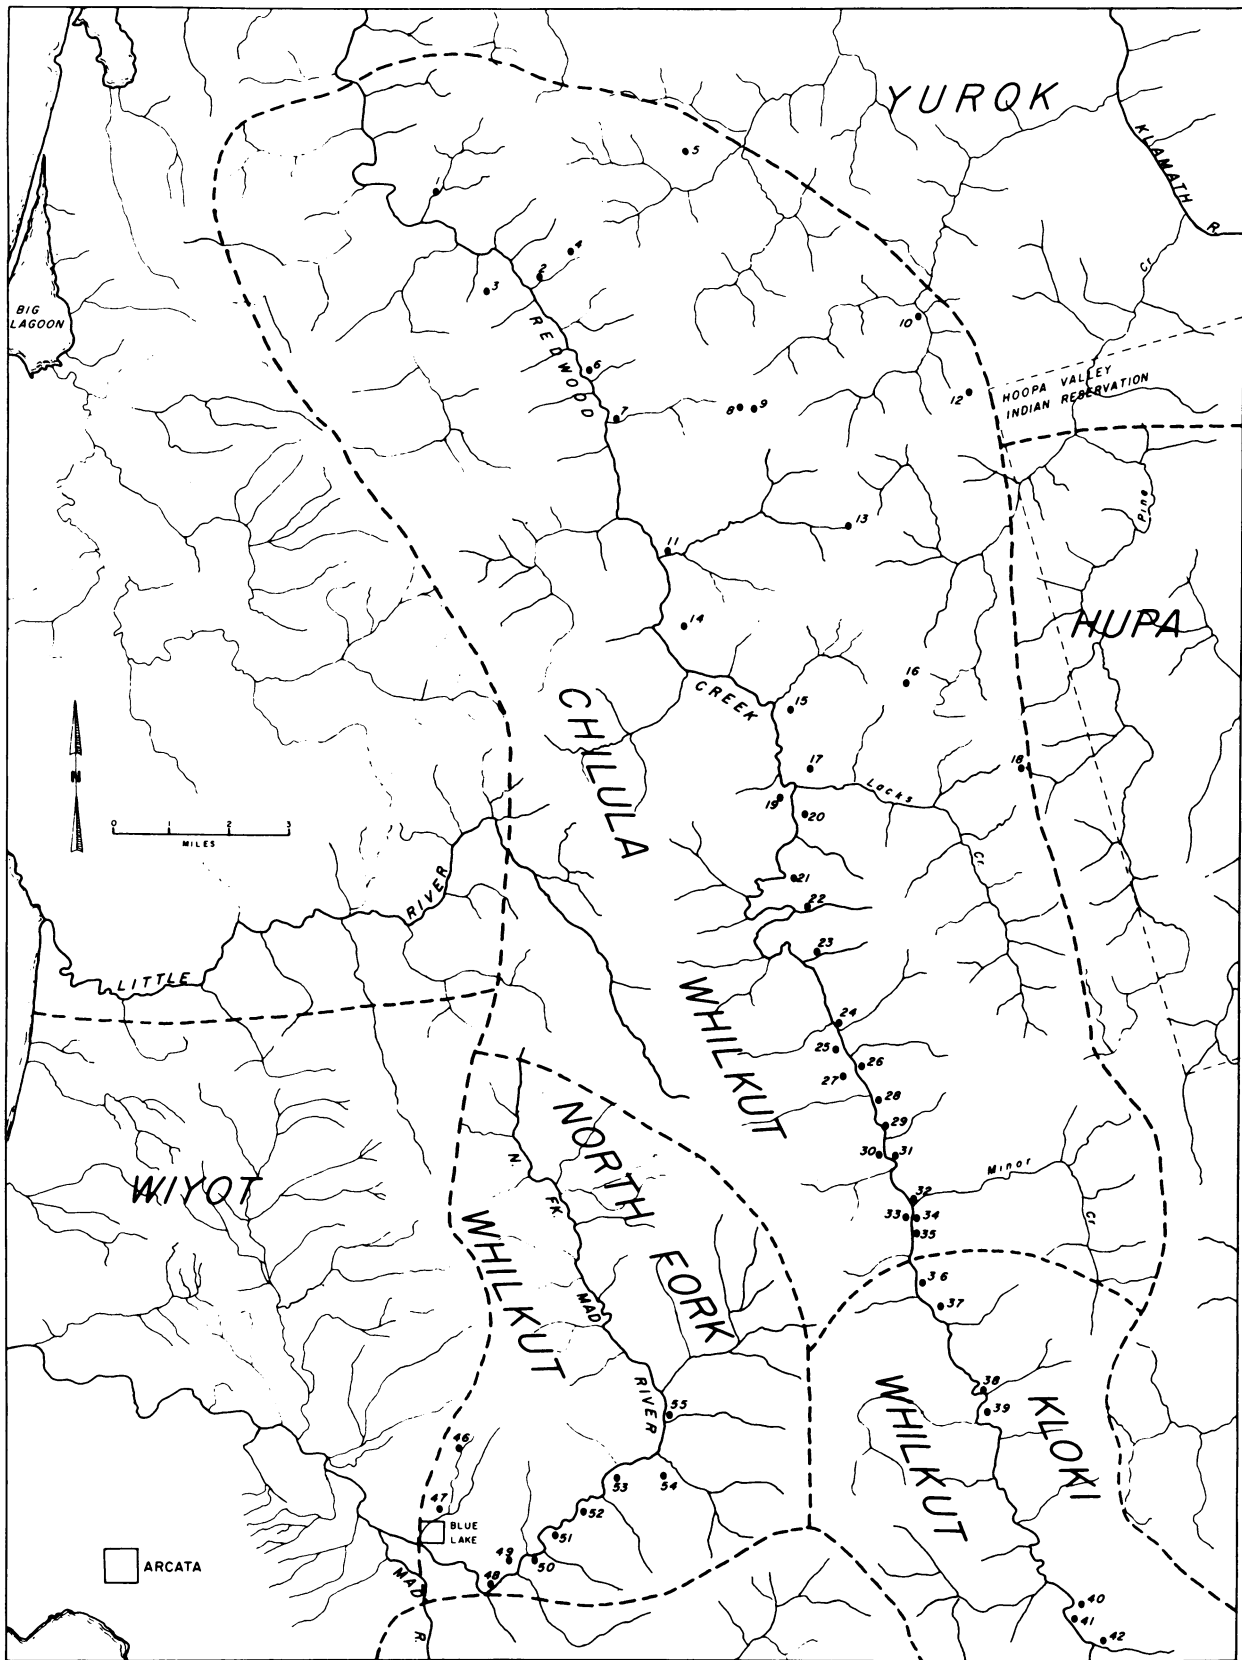 YUROK
KLAMATH R.
Cr.
5
1
4
2
3
BIG
LAGOON
10
REDWOOD
6
HOOPA VALLEY
INDIAN RESERVATION
12
8
9
7
Pine
13
11
14
HUPA
16
CREEK
15
CHILULA
17
18
N
Lacks
Cr.
19
20
0 1 2 3
MILES
21
RIVER
22
23
LITTLE
WHILKUT
24
25
26
27
28
NORTH FORK
29
30
31
N. FK. MAD RIVER
Minor
Cr.
WIYOT
32
33
34
35
WHILKUT
36
37
38
WHILKUT
KLOKI
39
55
46
53
54
47
52
BLUE
LAKE
51
49
50
ARCATA
48
MAD R.
40
41
42